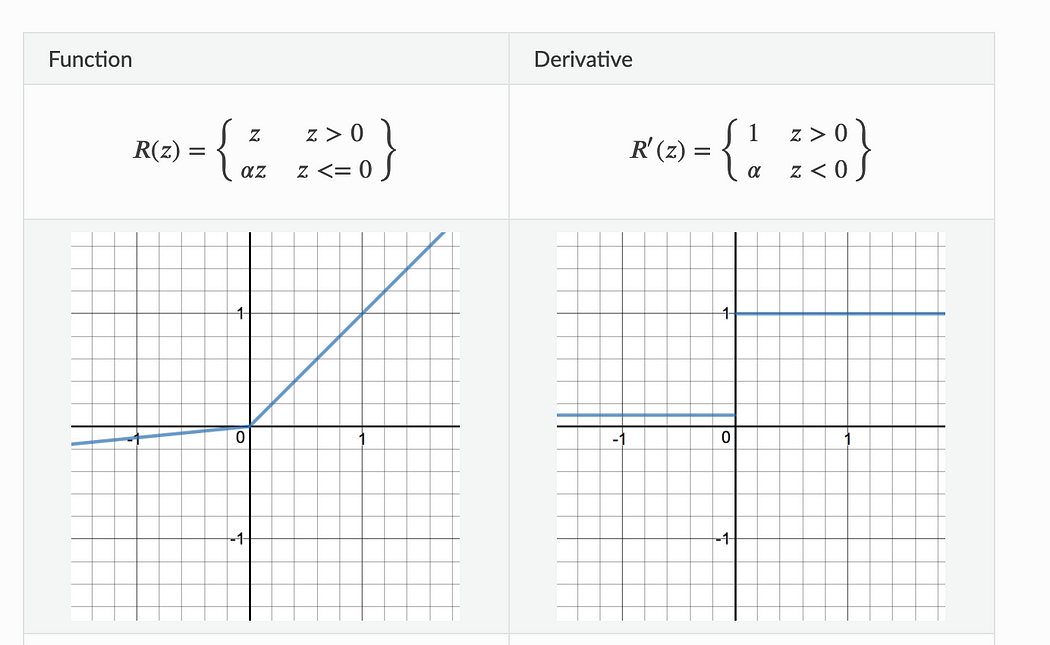 Function
Derivative
R(z) = { z z > 0
αz z <= 0 }
R′(z) = { 1 z > 0
α z < 0 }
1
-1 0 1
-1
1
-1 0 1
-1